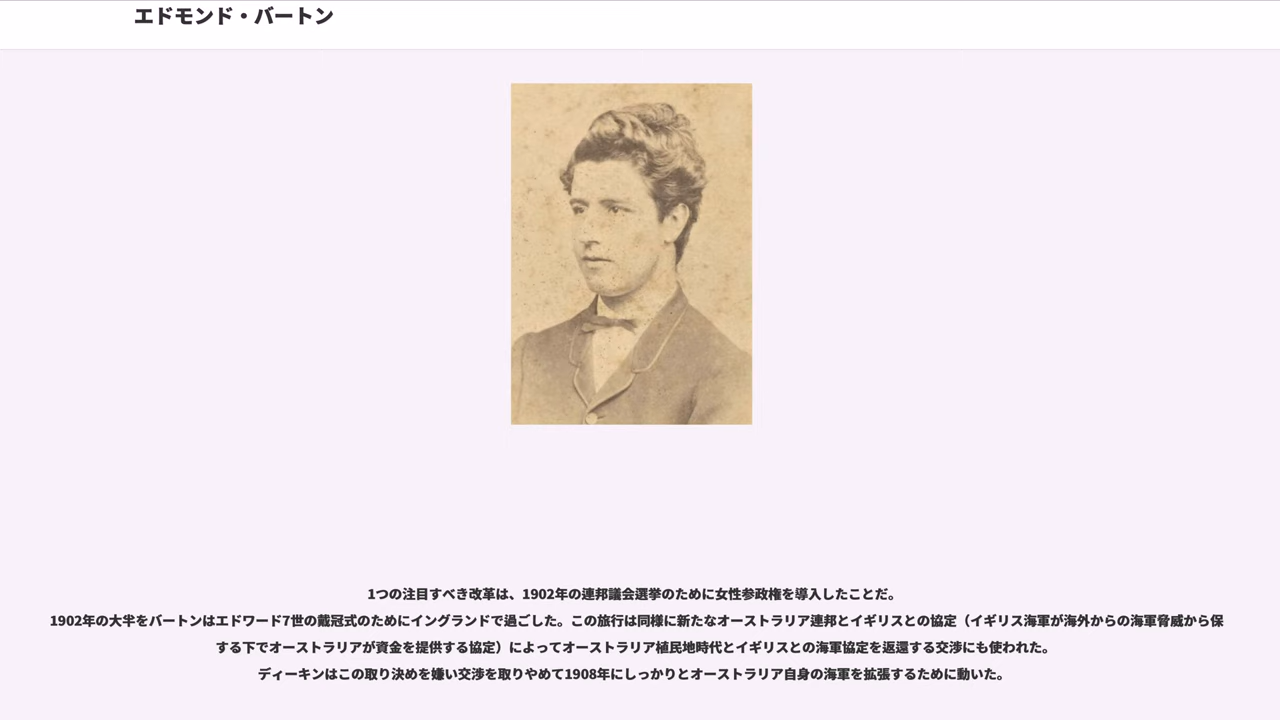 エドモンド・バートン
1つの注目すべき改革は、1902年の連邦議会選挙のために女性参政権を導入したことだ。
1902年の大半をバートンはエドワード7世の戴冠式のためにイングランドで過ごした。この旅行は同様に新たなオーストラリア連邦とイギリスとの協定（イギリス海軍が海外からの海軍脅威から保
する下でオーストラリアが資金を提供する協定）によってオーストラリア植民地時代とイギリスとの海軍協定を返還する交渉にも使われた。
ディーキンはこの取り決めを嫌い交渉を取りやめて1908年にしっかりとオーストラリア自身の海軍を拡張するために動いた。